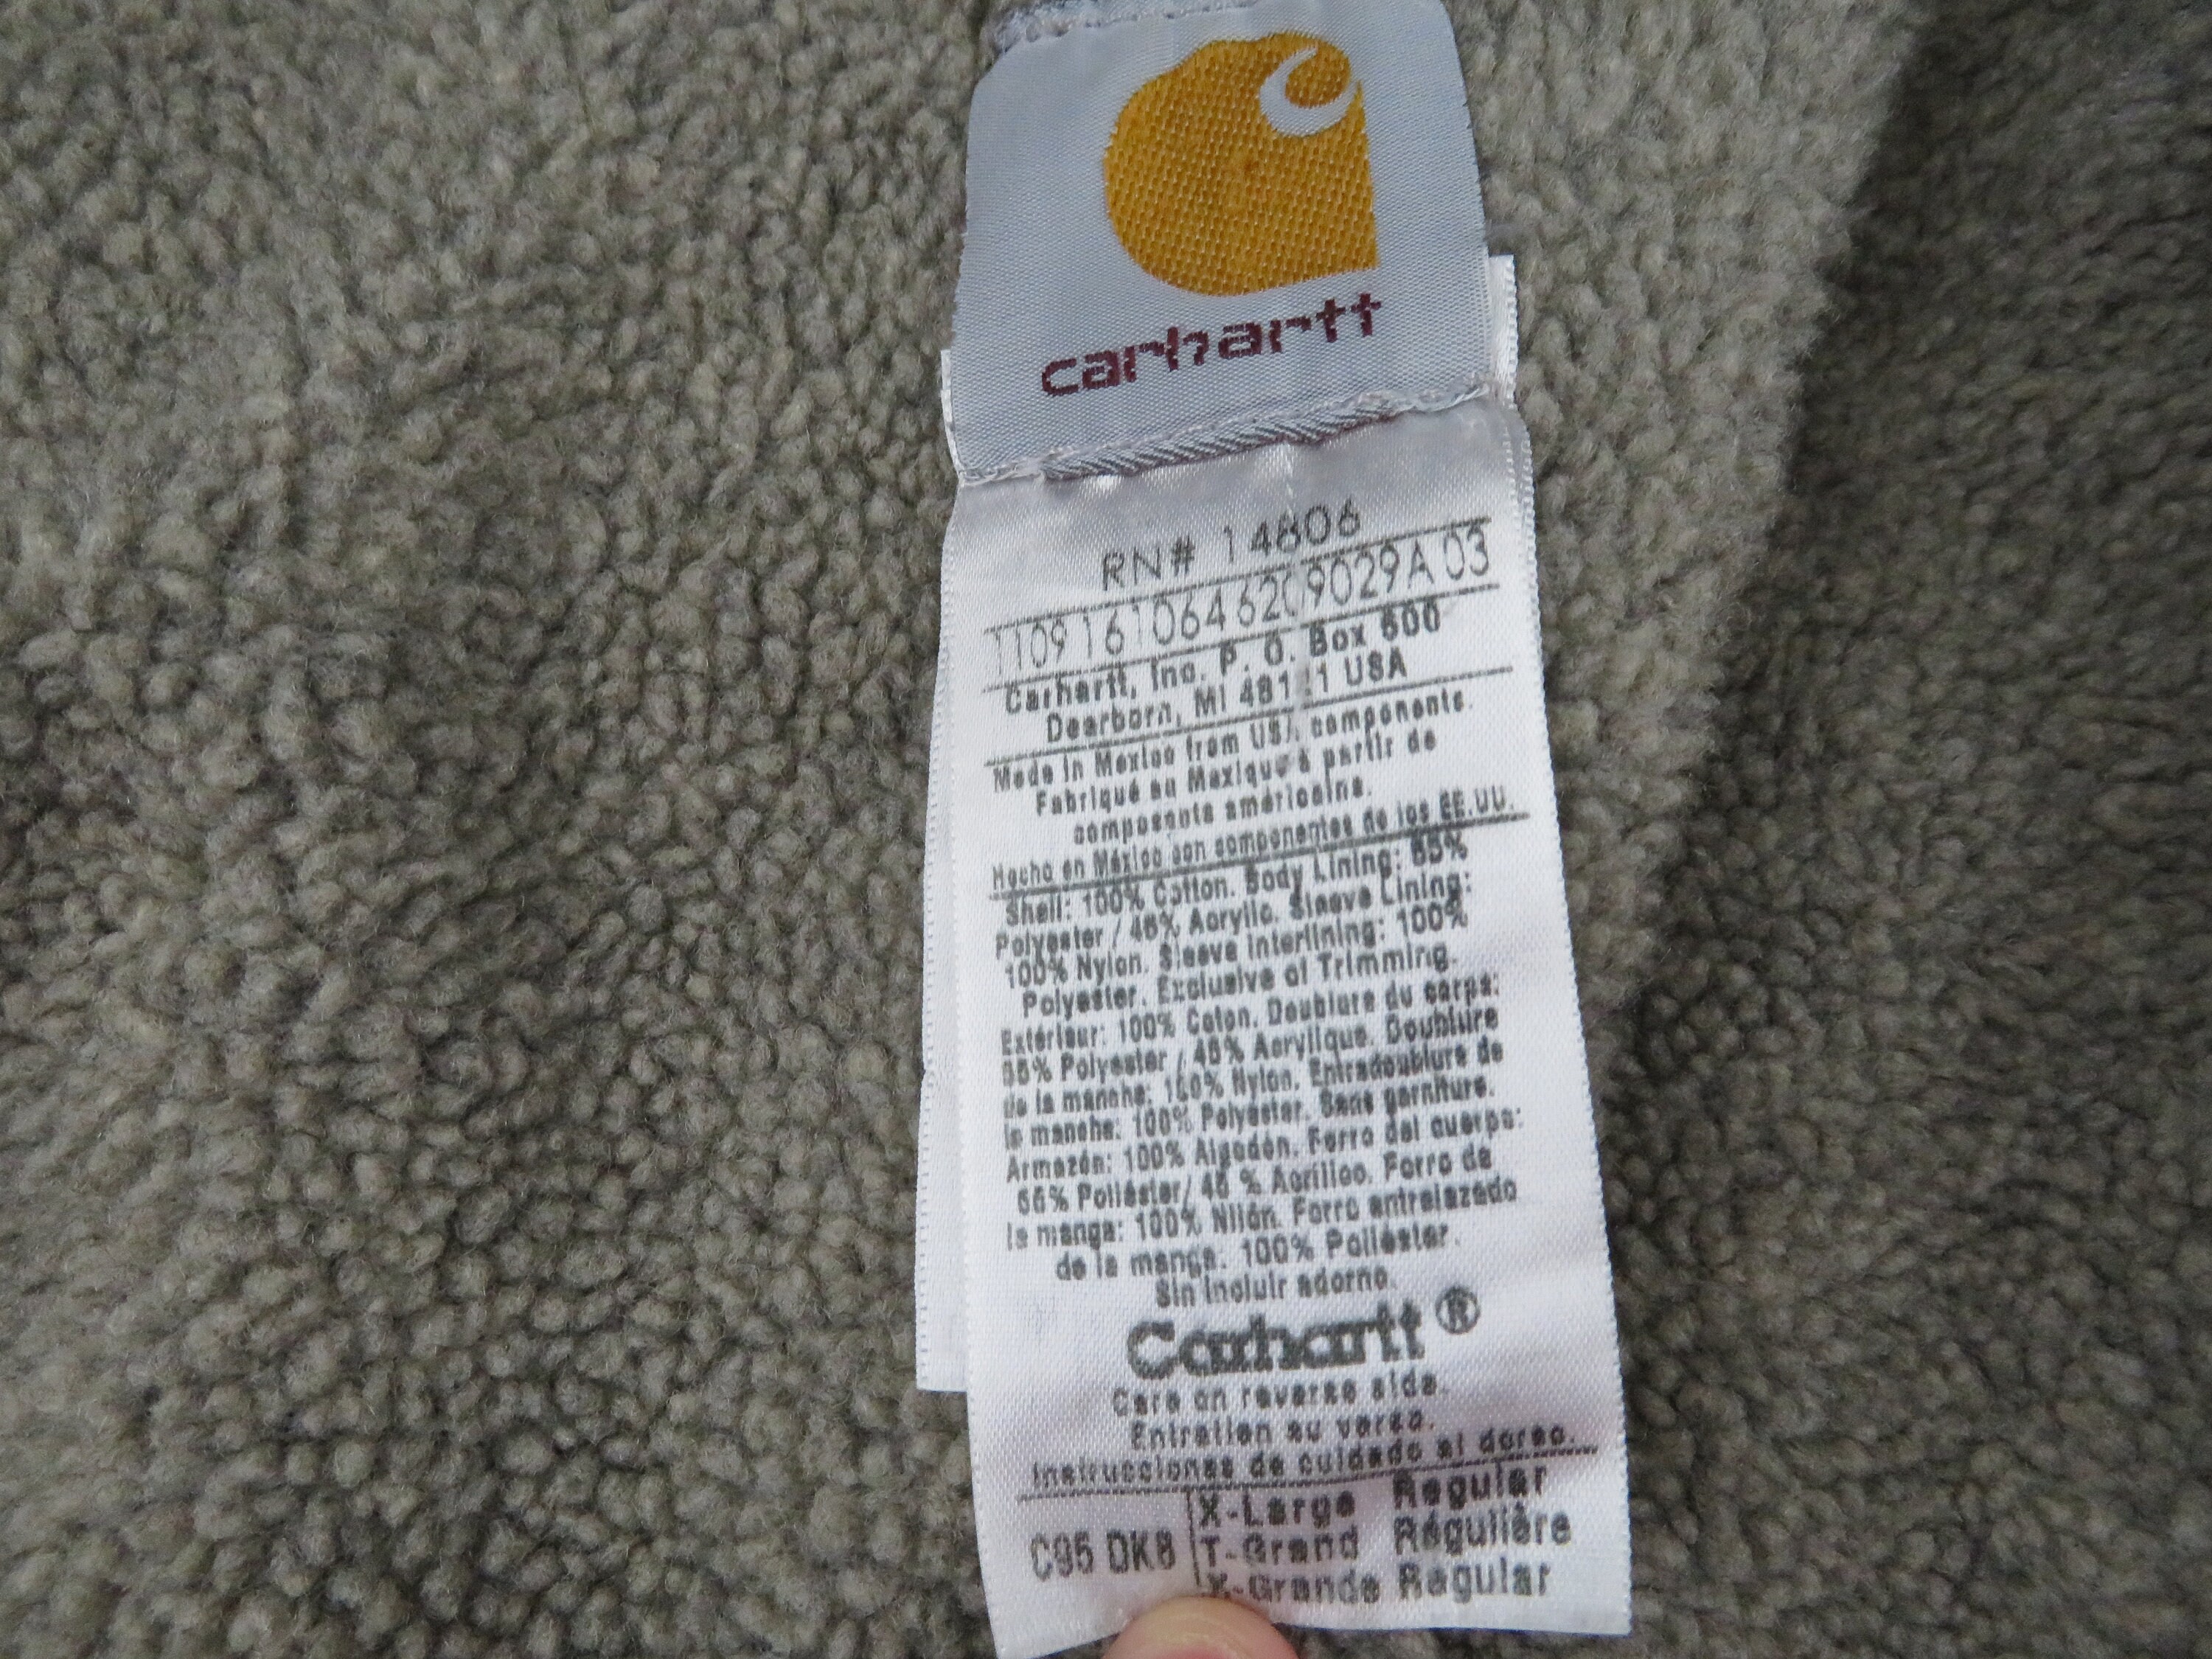 carhartt
RN# 14806
1109 161064620 9029A 03
Carhartt, Inc. P. O. Box 600
Dearborn, MI 48121 USA
Made in Mexico from USA components.
Fabriqué au Mexique à partir de
composants américains.
Hecho en México con componentes de los EE.UU.
Shell: 100% Cotton. Body Lining: 55%
Polyester / 45% Acrylic. Sleeve Lining:
100% Nylon. Sleeve Interlining: 100%
Polyester. Exclusive of Trimming.
Extérieur: 100% Coton. Doublure du corps:
55% Polyester / 45% Acrylique. Doublure
de la manche: 100% Nylon. Entredoublure de
la manche: 100% Polyester. Sans garniture.
Armazón: 100% Algodón. Forro del cuerpo:
55% Poliéster/ 45 % Acrílico. Forro de
la manga: 100% Nilón. Forro entrelazado
de la manga: 100% Poliéster.
Sin incluir adorno.
Carhartt ®
Care on reverse side.
Entretien au verso.
Instrucciones de cuidado al dorso.
C95 DKB X-Large Regular
T-Grand Régulière
X-Grande Regular